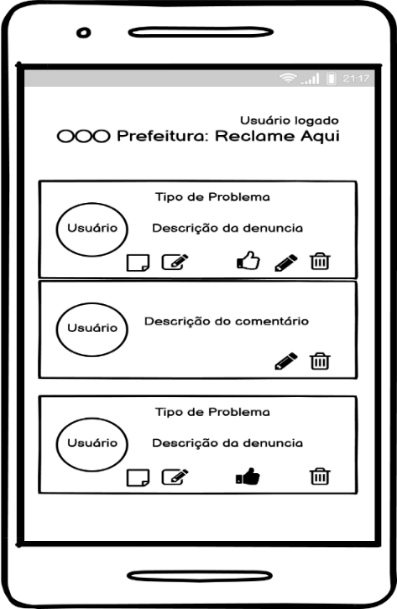 21:17
Usuário logado
OOO Prefeitura: Reclame Aqui
Tipo de Problema
Usuário
Descrição da denuncia
Usuário
Descrição do comentário
Tipo de Problema
Usuário
Descrição da denuncia